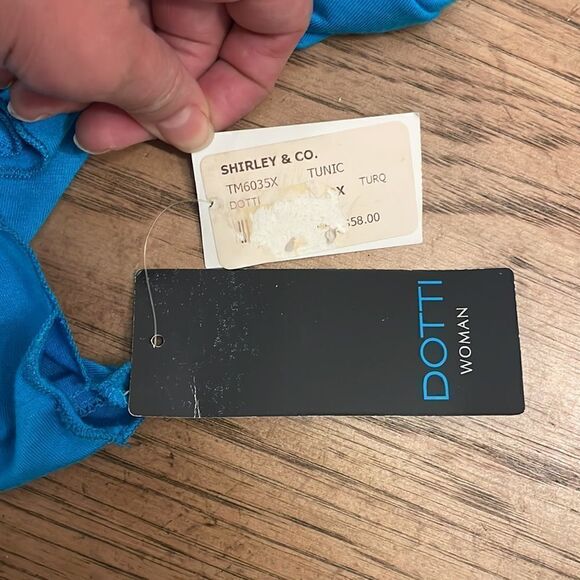 SHIRLEY & CO.
TM6035X TUNIC
DOTTI X TURQ
58.00
DOTTI
WOMAN